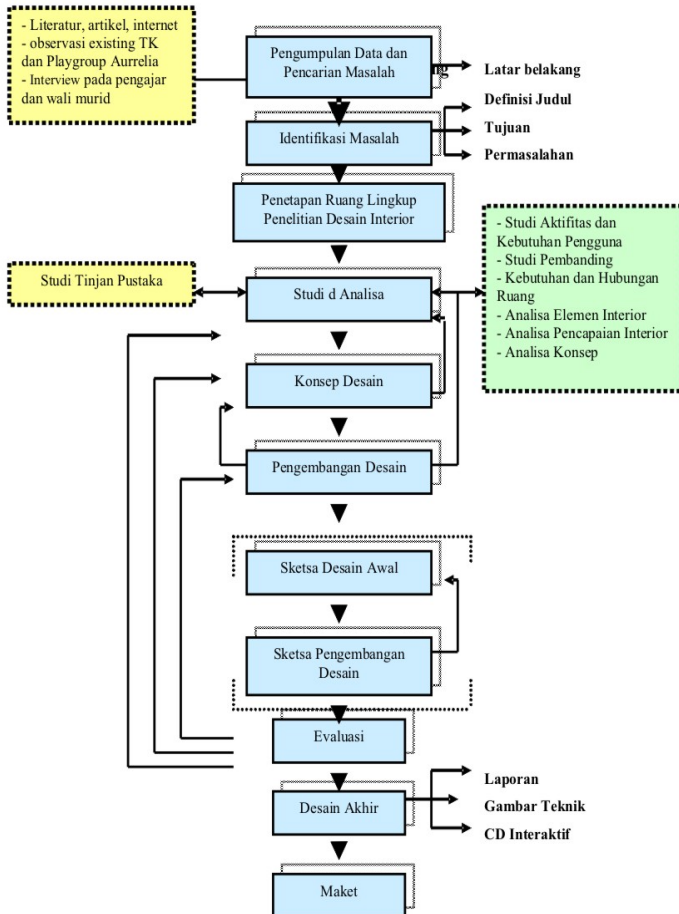 - Literatur, artikel, internet
- observasi existing TK
dan Playgroup Aurrelia
- Interview pada pengajar
dan wali murid
Pengumpulan Data dan
Pencarian Masalah
Latar belakang
Definisi Judul
Identifikasi Masalah
Tujuan
Permasalahan
Penetapan Ruang Lingkup
Penelitian Desain Interior
- Studi Aktifitas dan
Kebutuhan Pengguna
- Studi Pembanding
- Kebutuhan dan Hubungan
Ruang
- Analisa Elemen Interior
- Analisa Pencapaian Interior
- Analisa Konsep
Studi Tinjan Pustaka
Studi d Analisa
Konsep Desain
Pengembangan Desain
Sketsa Desain Awal
Sketsa Pengembangan
Desain
Evaluasi
Desain Akhir
Laporan
Gambar Teknik
CD Interaktif
Maket